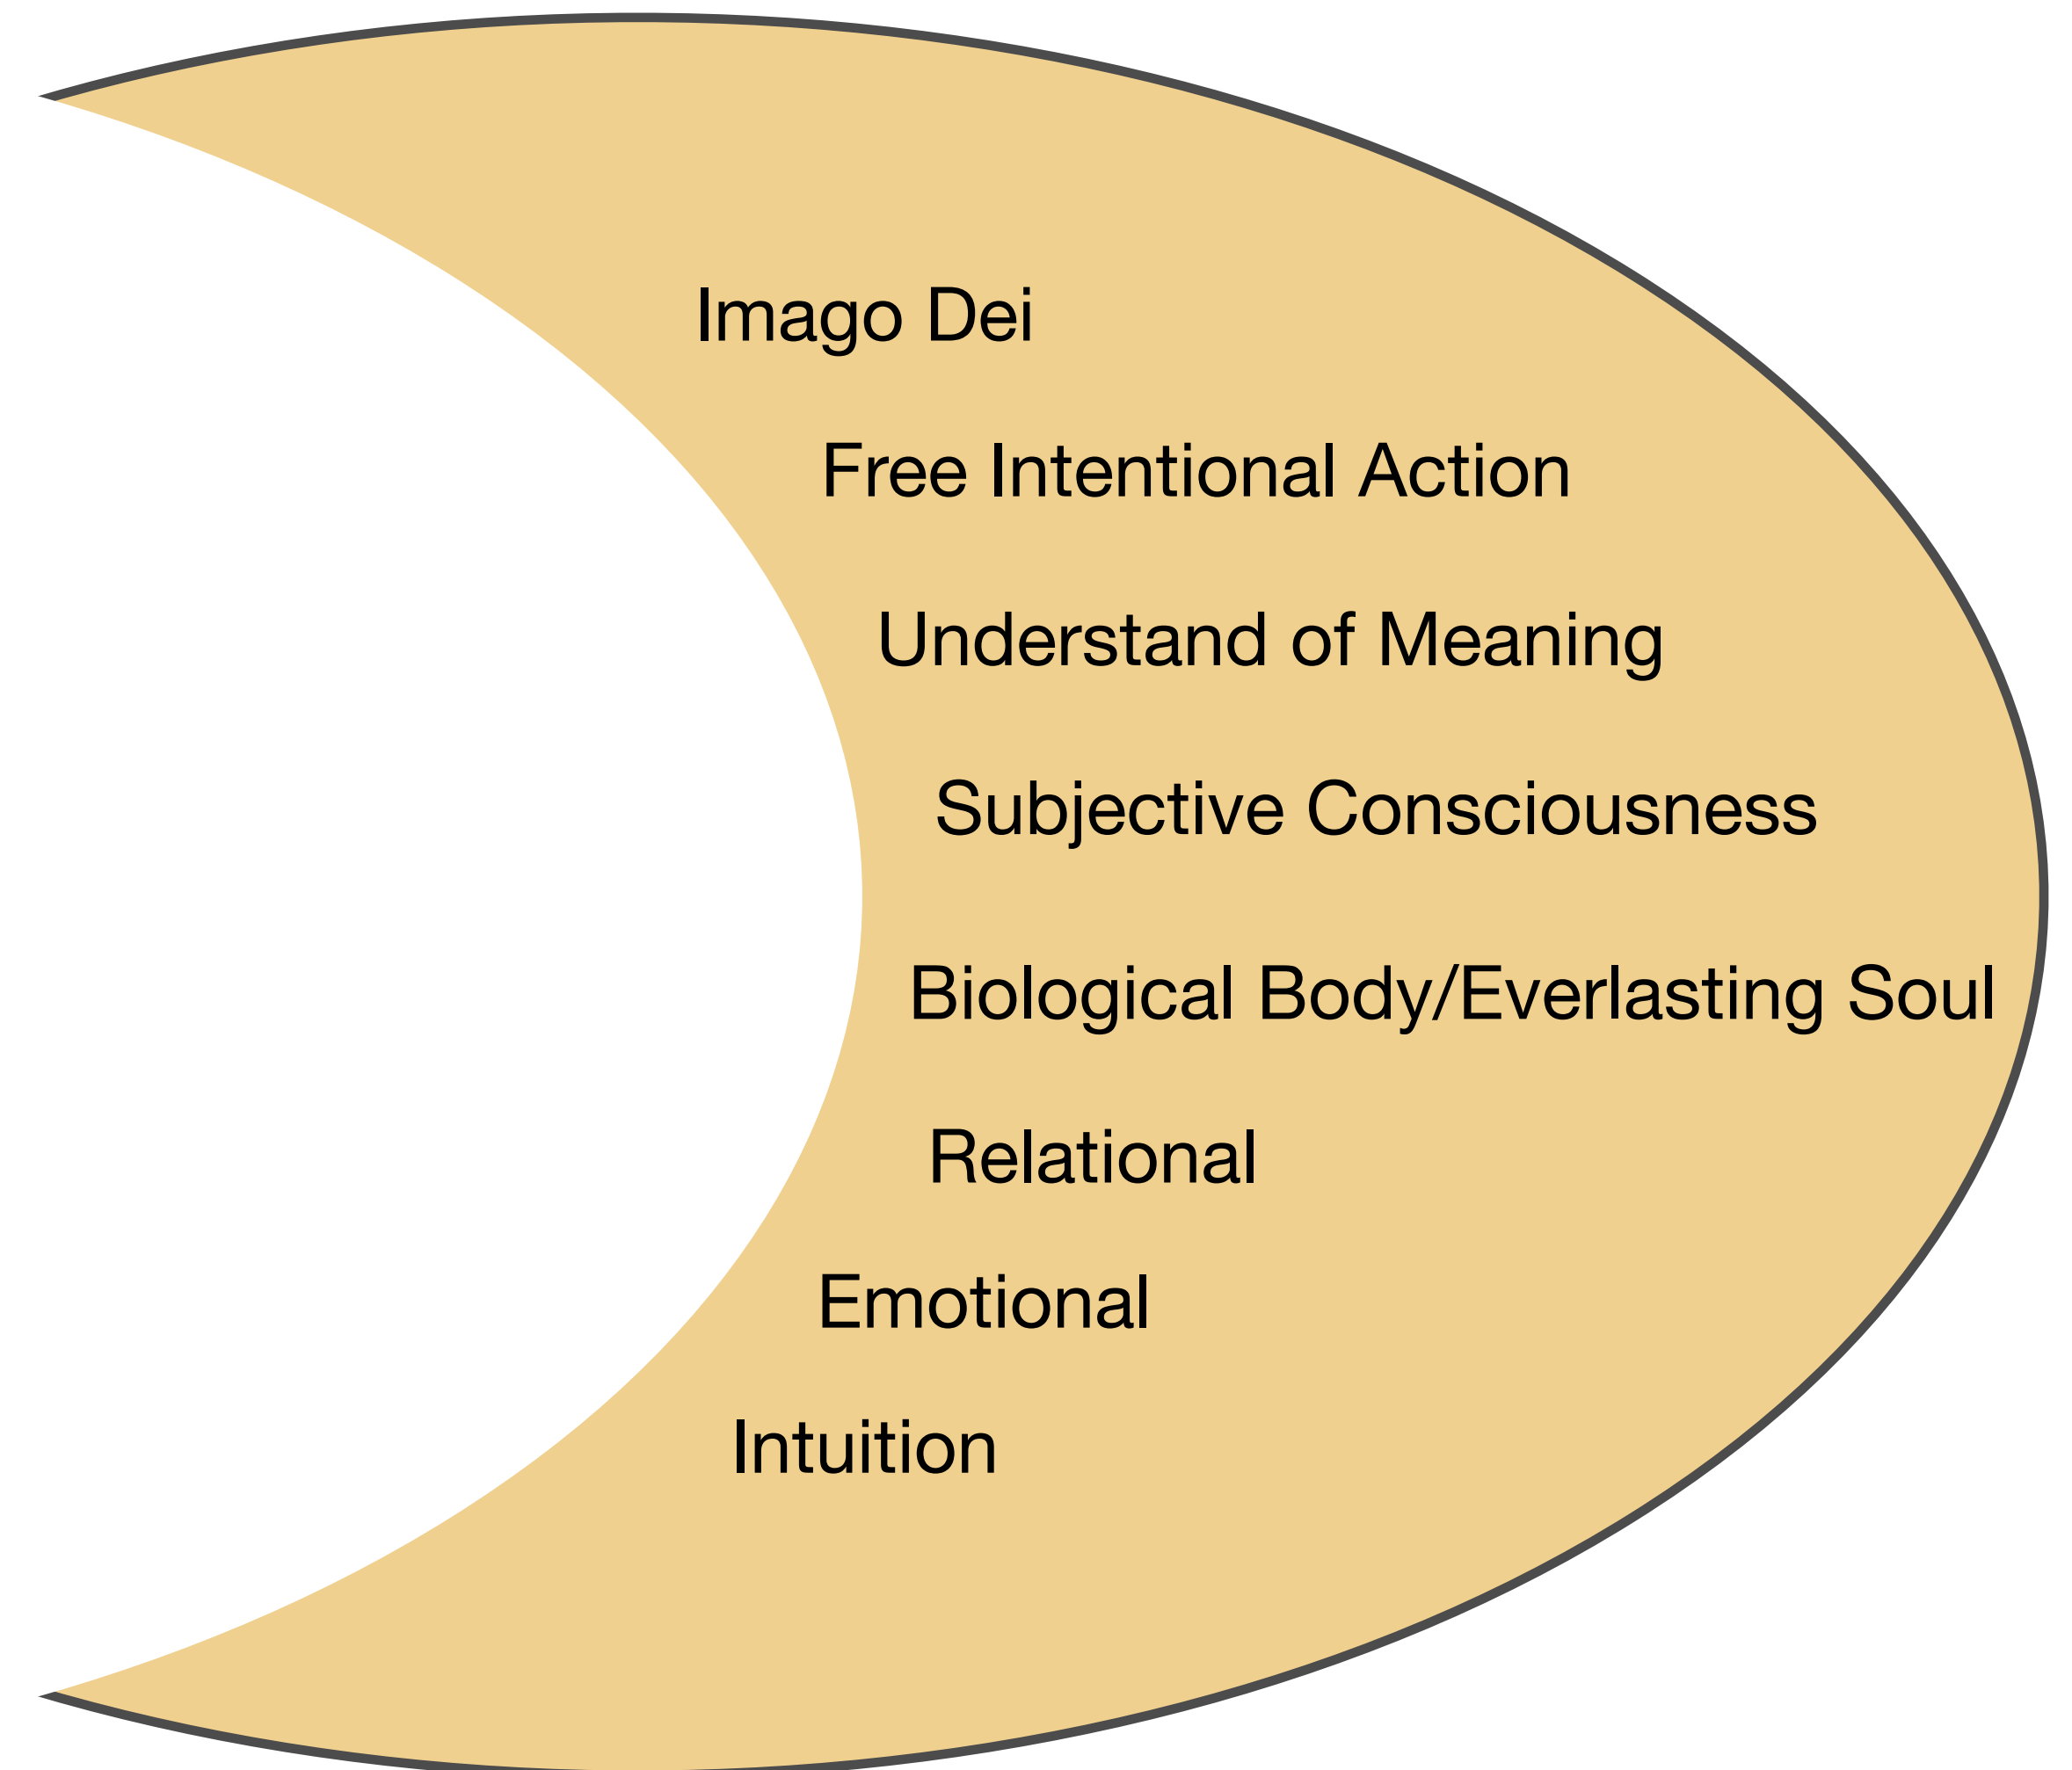 Imago Dei
Free Intentional Action
Understand of Meaning
Subjective Consciousness
Biological Body/Everlasting Soul
Relational
Emotional
Intuition